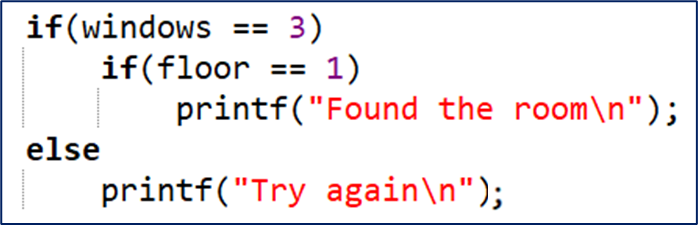 if(windows == 3)
if(floor == 1)
printf("Found the room\n");
else
printf("Try again\n");